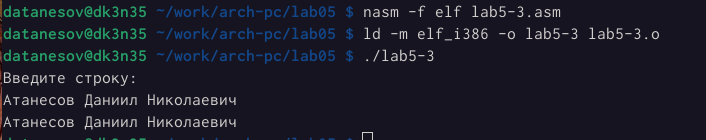 datanesov@dk3n35 ~/work/arch-pc/lab05 $ nasm -f elf lab5-3.asm
datanesov@dk3n35 ~/work/arch-pc/lab05 $ ld -m elf_i386 -o lab5-3 lab5-3.o
datanesov@dk3n35 ~/work/arch-pc/lab05 $ ./lab5-3
Введите строку:
Атанесов Даниил Николаевич
Атанесов Даниил Николаевич
datanesov@dk3n35 ~/work/arch-pc/lab05 $